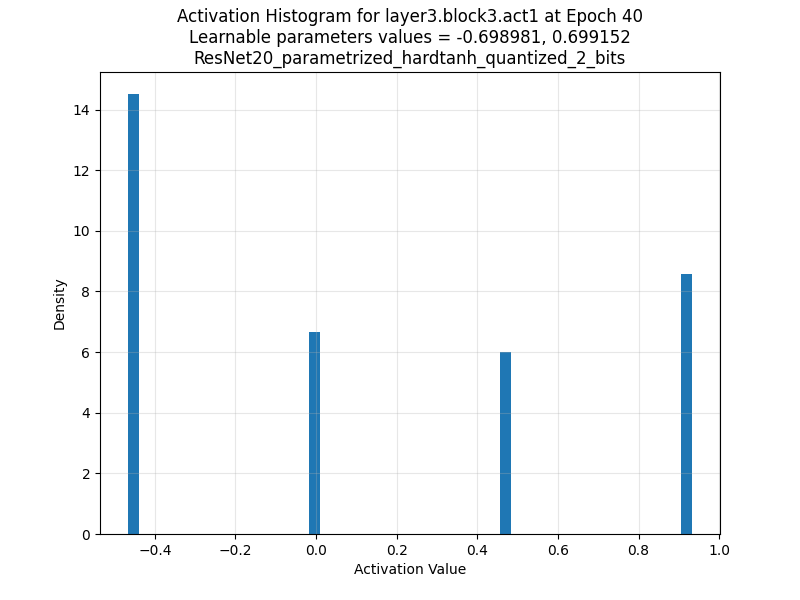 Activation Histogram for layer3.block3.act1 at Epoch 40
Learnable parameters values = -0.698981, 0.699152
ResNet20_parametrized_hardtanh_quantized_2_bits
14
12
10
8
6
4
2
0
Density
−0.4 −0.2 0.0 0.2 0.4 0.6 0.8 1.0
Activation Value